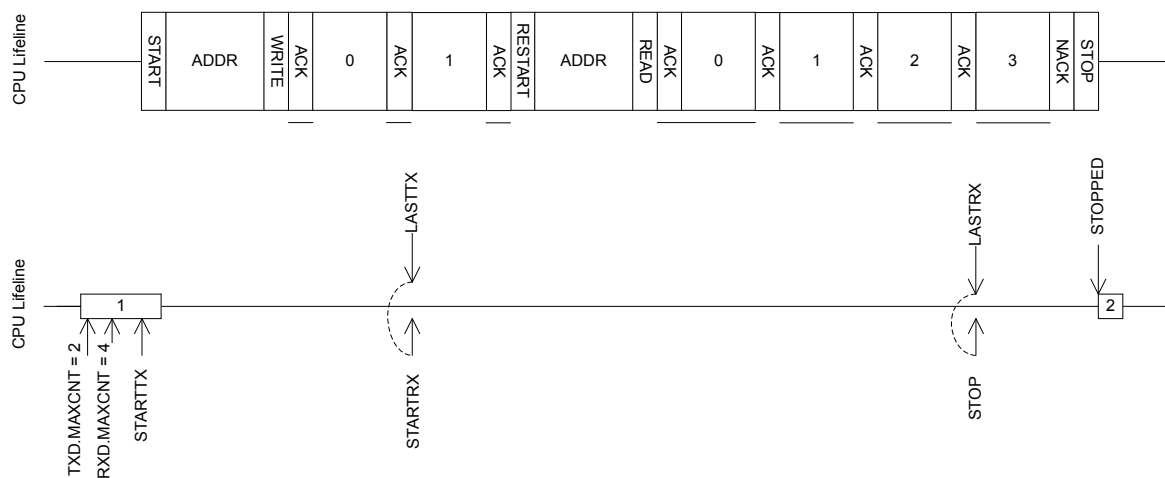 CPU Lifeline
START
ADDR
WRITE
ACK
0
ACK
1
ACK
RESTART
ADDR
READ
ACK
0
ACK
1
ACK
2
ACK
3
NACK
STOP
LASTTX
LASTRX
STOPPED
CPU Lifeline
1
2
TXD.MAXCNT = 2
RXD.MAXCNT = 4
STARTTX
STARTRX
STOP